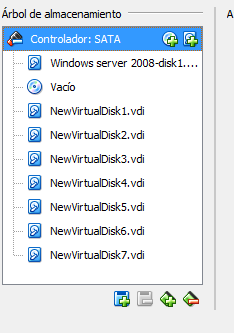 Árbol de almacenamiento
A
Controlador: SATA
Windows server 2008-disk1....
Vacío
NewVirtualDisk1.vdi
NewVirtualDisk2.vdi
NewVirtualDisk3.vdi
NewVirtualDisk4.vdi
NewVirtualDisk5.vdi
NewVirtualDisk6.vdi
NewVirtualDisk7.vdi